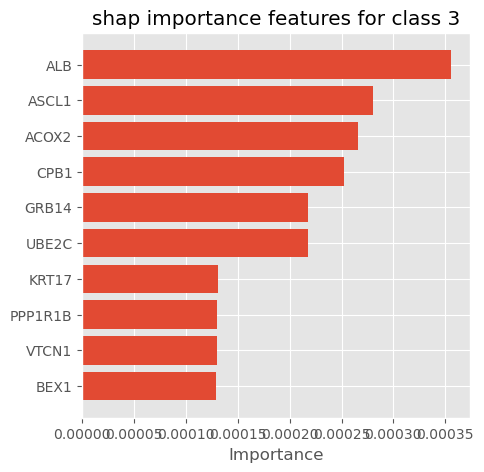 shap importance features for class 3
ALB
ASCL1
ACOX2
CPB1
GRB14
UBE2C
KRT17
PPP1R1B
VTCN1
BEX1
0.00000 0.00005 0.00010 0.00015 0.00020 0.00025 0.00030 0.00035
Importance